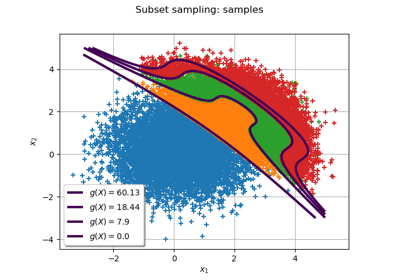 Subset sampling: samples
x2
4
2
0
−2
−4
g(X) = 60.13
g(X) = 18.44
g(X) = 7.9
g(X) = 0.0
−2
0
2
4
x1